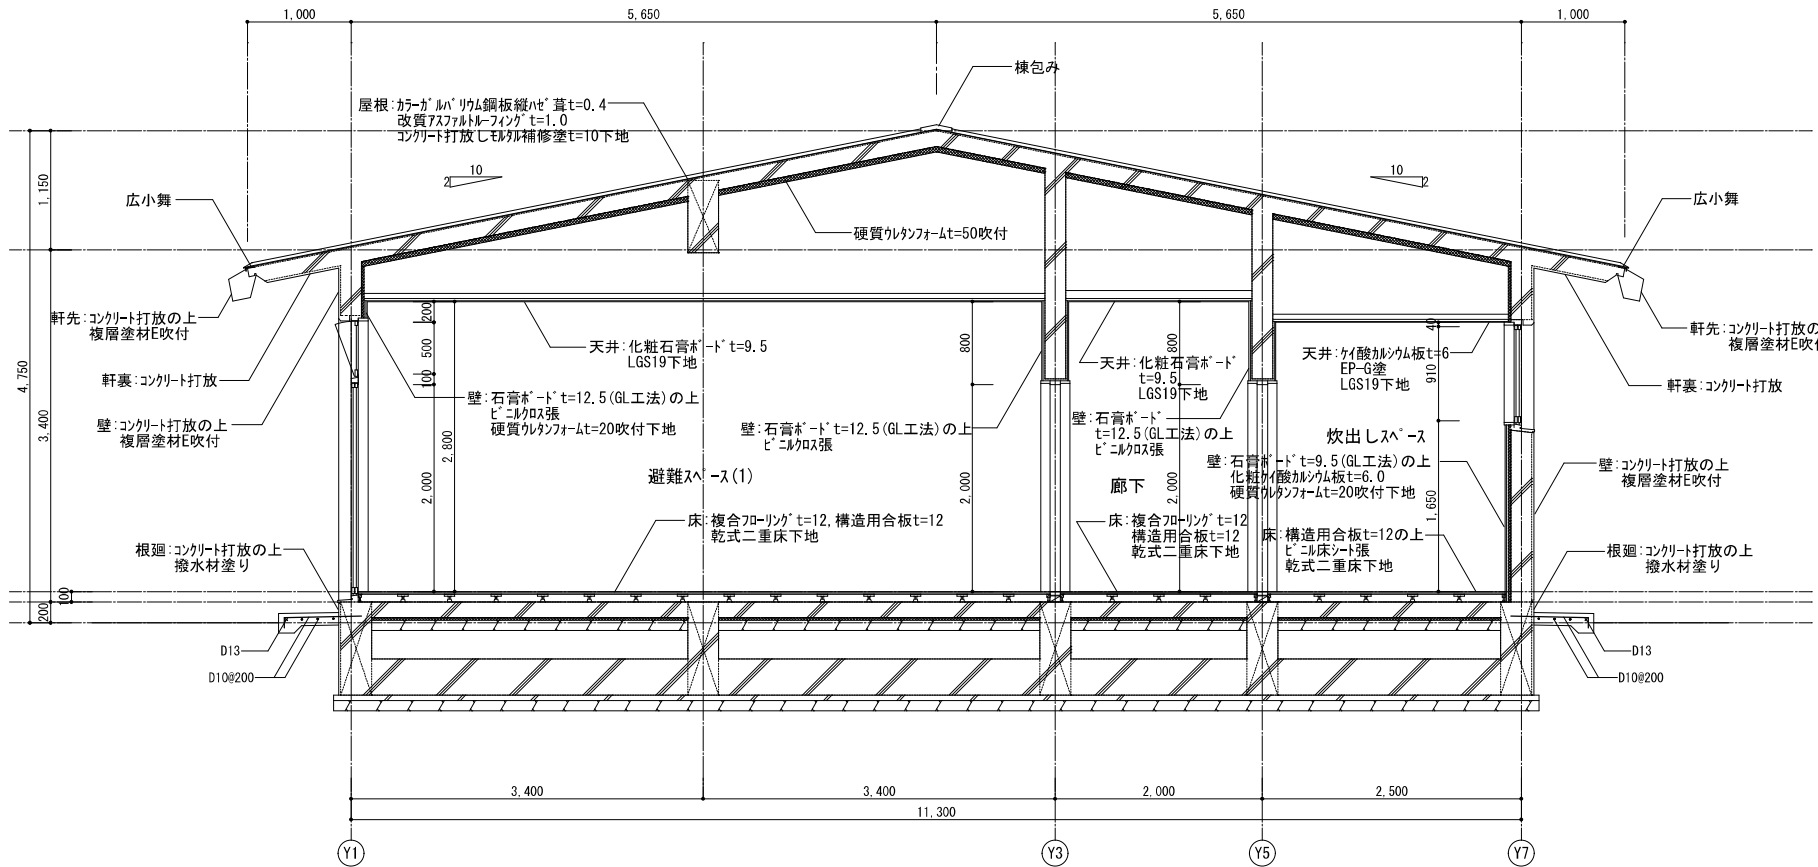 1,000
5,650
5,650
1,000
棟包み
屋根:カラーガルバリウム鋼板縦ハゼ葺t=0.4
改質アスファルトルーフィングt=1.0
コンクリート打放しモルタル補修塗t=10下地
10
2
10
2
広小舞
広小舞
硬質ウレタンフォームt=50吹付
1,150
3,400
4,750
100
200
軒先:コンクリート打放の上
複層塗材E吹付
軒裏:コンクリート打放
壁:コンクリート打放の上
複層塗材E吹付
根廻:コンクリート打放の上
撥水材塗り
D13
D10@200
200
500
100
2,000
2,800
天井:化粧石膏ボードt=9.5
LGS19下地
壁:石膏ボードt=12.5(GL工法)の上
ビニルクロス張
硬質ウレタンフォームt=20吹付下地
壁:石膏ボードt=12.5(GL工法)の上
ビニルクロス張
避難スペース(1)
床:複合フローリングt=12,構造用合板t=12
乾式二重床下地
800
2,000
天井:化粧石膏ボード
t=9.5
LGS19下地
壁:石膏ボード
t=12.5(GL工法)の上
ビニルクロス張
廊下
床:複合フローリングt=12
構造用合板t=12
乾式二重床下地
800
2,000
天井:ケイ酸カルシウム板t=6
EP-G塗
LGS19下地
炊出しスペース
壁:石膏ボードt=9.5(GL工法)の上
化粧ケイ酸カルシウム板t=6.0
硬質ウレタンフォームt=20吹付下地
床:構造用合板t=12の上
ビニル床シート張
乾式二重床下地
40
910
1,650
軒先:コンクリート打放の
複層塗材E吹付
軒裏:コンクリート打放
壁:コンクリート打放の上
複層塗材E吹付
根廻:コンクリート打放の上
撥水材塗り
D13
D10@200
3,400
3,400
2,000
2,500
11,300
Y1
Y3
Y5
Y7